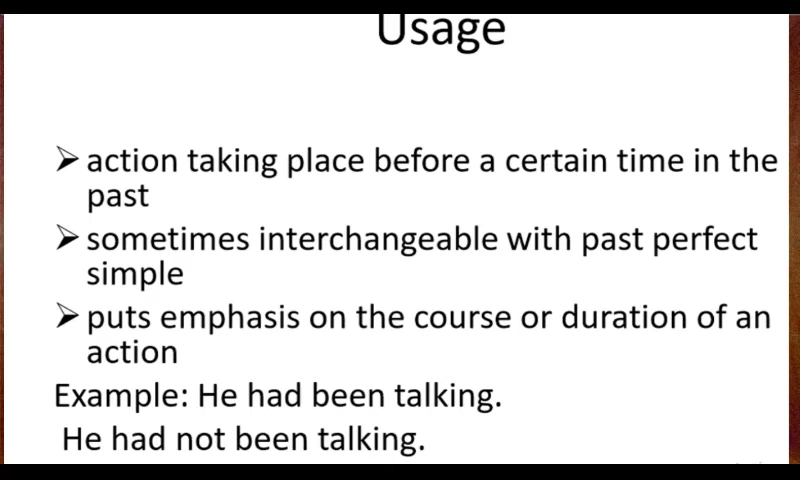 Usage
action taking place before a certain time in the
past
sometimes interchangeable with past perfect
simple
puts emphasis on the course or duration of an
action
Example: He had been talking.
He had not been talking.